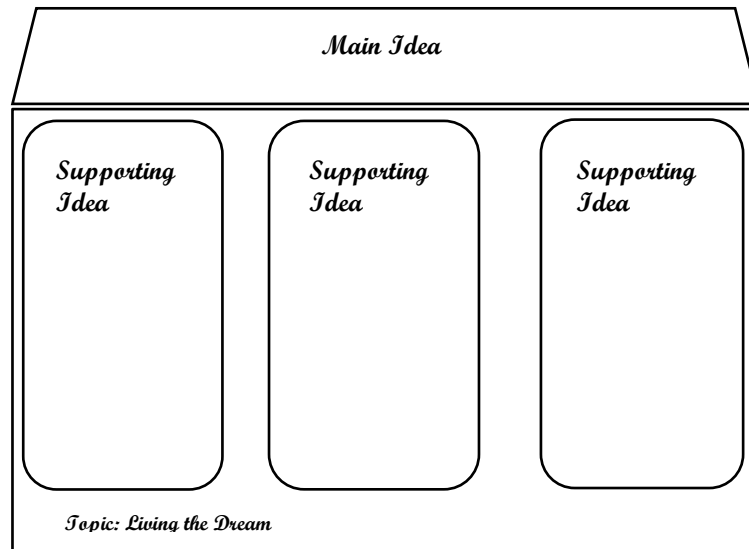 Main Idea
Supporting
Idea
Supporting
Idea
Supporting
Idea
Topic: Living the Dream